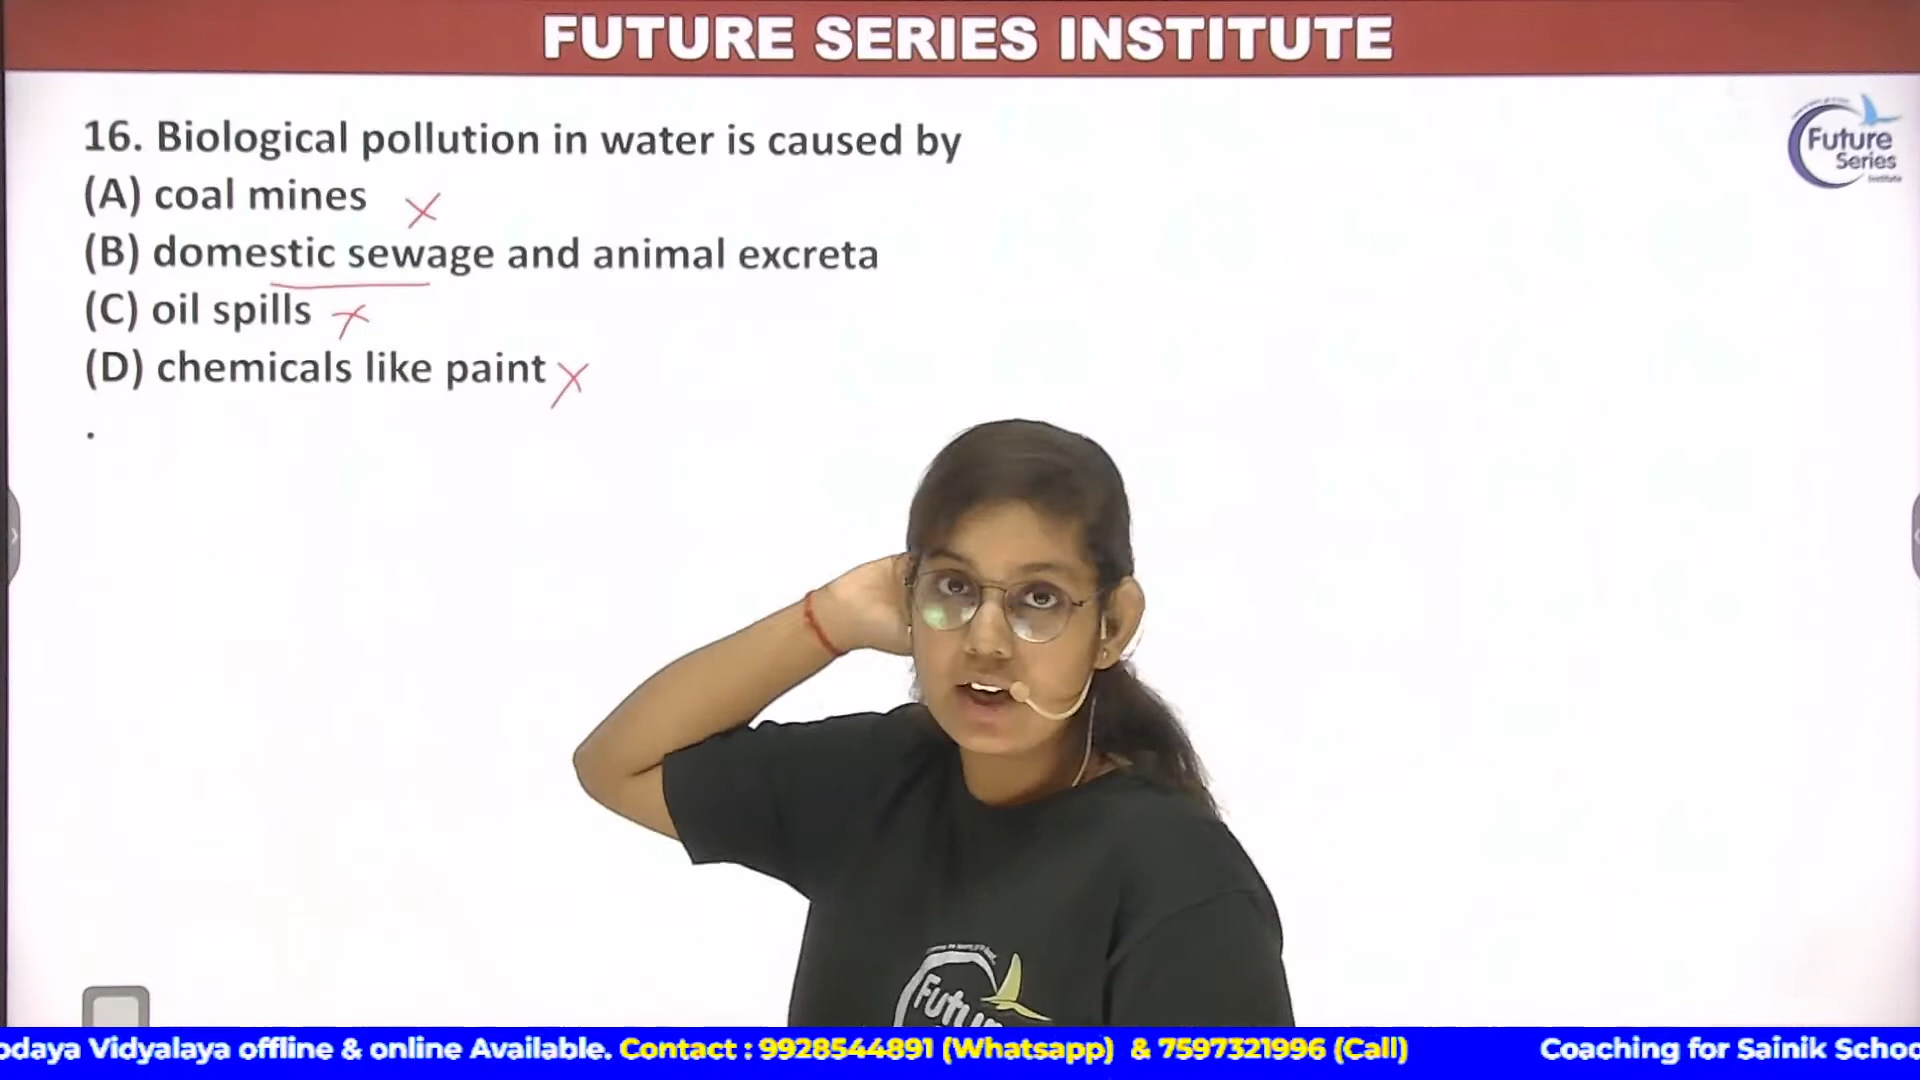 FUTURE SERIES INSTITUTE
Future
Series
Institute
16. Biological pollution in water is caused by
(A) coal mines
(B) domestic sewage and animal excreta
(C) oil spills
(D) chemicals like paint
.
Futu
odaya Vidyalaya offline & online Available. Contact : 9928544891 (Whatsapp) & 7597321996 (Call) Coaching for Sainik Schoo